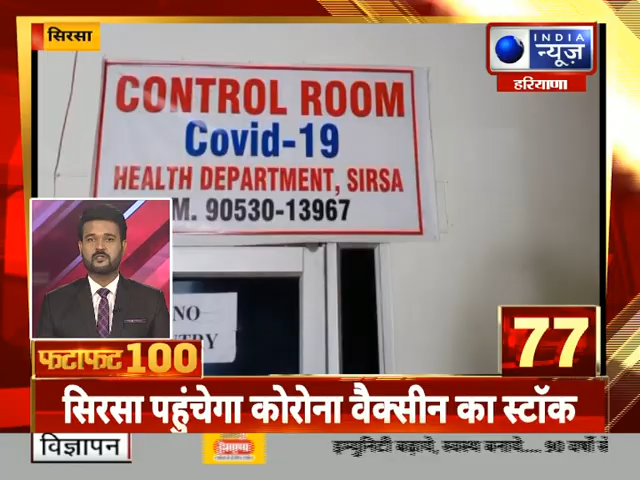 सिरसा
INDIA
न्यूज़
हरियाणा
CONTROL ROOM
Covid-19
HEALTH DEPARTMENT, SIRSA
M. 90530-13967
NO
फटाफट 100
77
सिरसा पहुंचेगा कोरोना वैक्सीन का स्टॉक
विज्ञापन